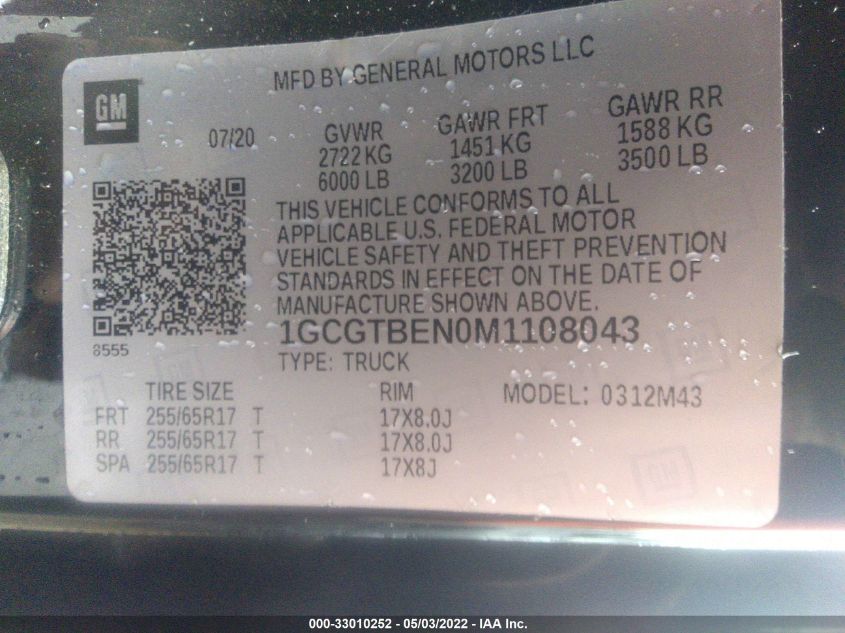 MFD BY GENERAL MOTORS LLC
GM
07/20 GVWR GAWR FRT GAWR RR
2722 KG 1451 KG 1588 KG
6000 LB 3200 LB 3500 LB
THIS VEHICLE CONFORMS TO ALL
APPLICABLE U.S. FEDERAL MOTOR
VEHICLE SAFETY AND THEFT PREVENTION
STANDARDS IN EFFECT ON THE DATE OF
MANUFACTURE SHOWN ABOVE.
1GCGTBEN0M1108043
8555
TYPE: TRUCK
TIRE SIZE RIM MODEL: 0312M43
FRT 255/65R17 T 17X8.0J
RR 255/65R17 T 17X8.0J
SPA 255/65R17 T 17X8J
GM
000-33010252 - 05/03/2022 - IAA Inc.